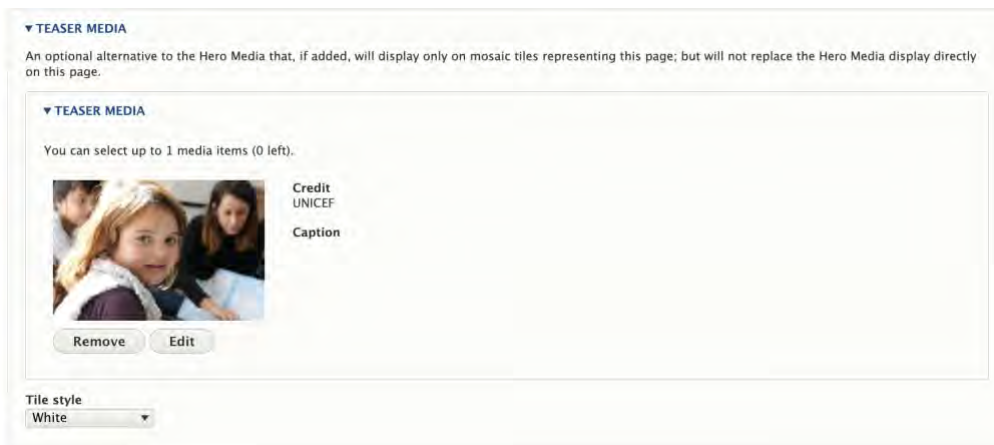 TEASER MEDIA
An optional alternative to the Hero Media that, if added, will display only on mosaic tiles representing this page; but will not replace the Hero Media display directly
on this page.
TEASER MEDIA
You can select up to 1 media items (0 left).
Credit
UNICEF
Caption
Remove Edit
Tile style
White